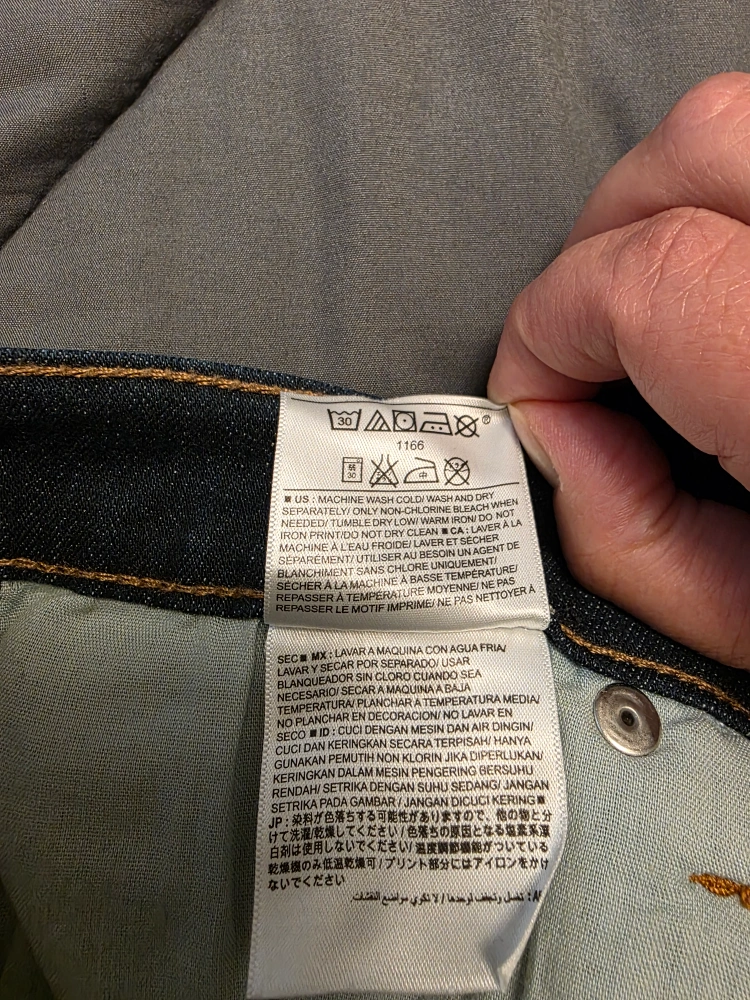 30 ®
1166
30
■ US : MACHINE WASH COLD/ WASH AND DRY
SEPARATELY/ ONLY NON-CHLORINE BLEACH WHEN
NEEDED/ TUMBLE DRY LOW/ WARM IRON/ DO NOT
IRON PRINT/DO NOT DRY CLEAN ■ CA : LAVER À LA
MACHINE À L'EAU FROIDE/ LAVER ET SÉCHER
SÉPARÉMENT/ UTILISER AU BESOIN UN AGENT DE
BLANCHIMENT SANS CHLORE UNIQUEMENT/
SÉCHER À LA MACHINE À BASSE TEMPÉRATURE/
REPASSER À TEMPÉRATURE MOYENNE/ NE PAS
REPASSER LE MOTIF IMPRIMÉ/ NE PAS NETTOYER À
SEC■ MX : LAVAR A MAQUINA CON AGUA FRIA/
LAVAR Y SECAR POR SEPARADO/ USAR
BLANQUEADOR SIN CLORO CUANDO SEA
NECESARIO/ SECAR A MAQUINA A BAJA
TEMPERATURA/ PLANCHAR A TEMPERATURA MEDIA/
NO PLANCHAR EN DECORACION/ NO LAVAR EN
SECO ■ ID : CUCI DENGAN MESIN DAN AIR DINGIN/
CUCI DAN KERINGKAN SECARA TERPISAH/ HANYA
GUNAKAN PEMUTIH NON KLORIN JIKA DIPERLUKAN/
KERINGKAN DALAM MESIN PENGERING BERSUHU
RENDAH/ SETRIKA DENGAN SUHU SEDANG/ JANGAN
SETRIKA PADA GAMBAR / JANGAN DICUCI KERING■
JP : 染料が色落ちする可能性がありますので、他の物と分
けて洗濯/乾燥してください / 色落ちの原因となる塩素系漂
白剤は使用しないでください/ 温度調節機能がついている
乾燥機のみ低温乾燥可 / プリント部分にはアイロンをかけ
ないでください
: تغسل وتجفف لوحدها / لا تكوي مواضع النقشات.